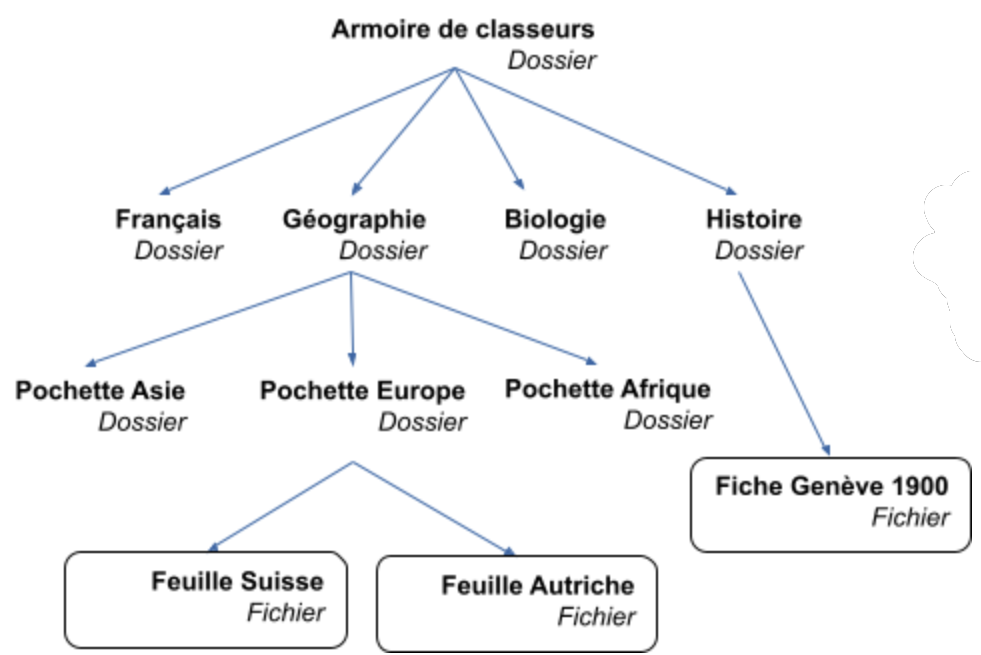 Armoire de classeurs
Dossier
Français
Dossier
Géographie
Dossier
Biologie
Dossier
Histoire
Dossier
Pochette Asie
Dossier
Pochette Europe
Dossier
Pochette Afrique
Dossier
Fiche Genève 1900
Fichier
Feuille Suisse
Fichier
Feuille Autriche
Fichier